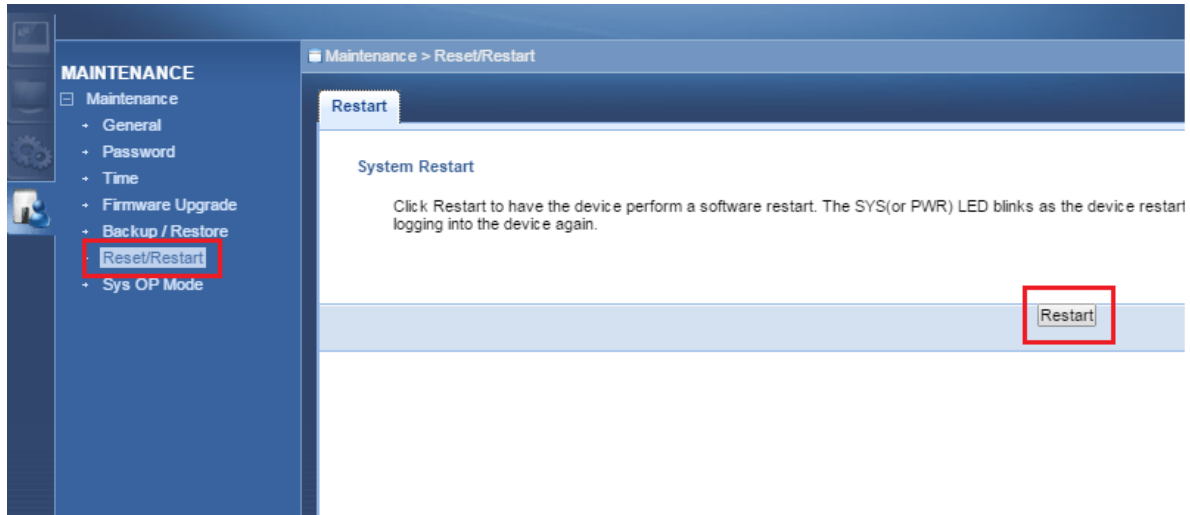 MAINTENANCE
Maintenance
General
Password
Time
Firmware Upgrade
Backup / Restore
Reset/Restart
Sys OP Mode
Maintenance > Reset/Restart
Restart
System Restart
Click Restart to have the device perform a software restart. The SYS(or PWR) LED blinks as the device restart
logging into the device again.
Restart